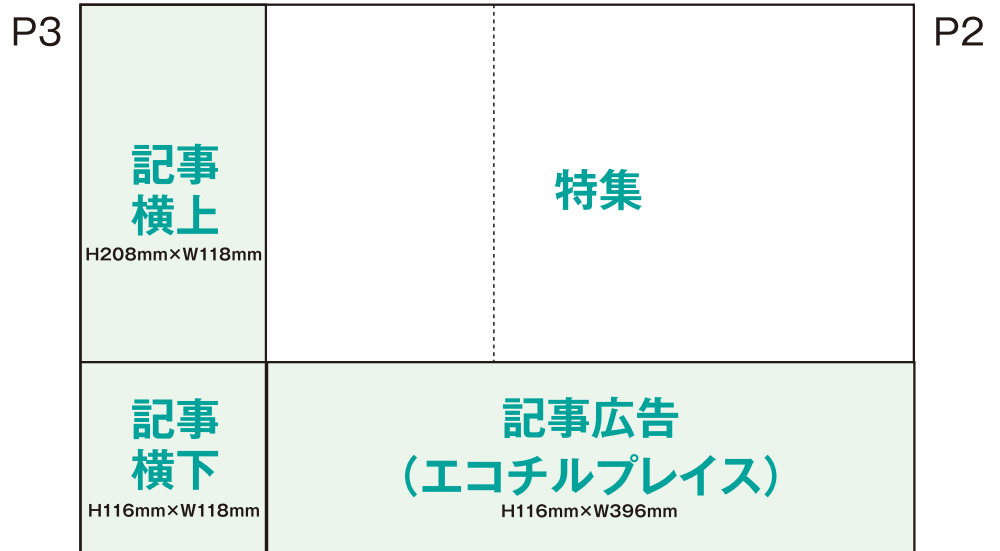 P3
P2
記事
横上
H208mm×W118mm
特集
記事
横下
H116mm×W118mm
記事広告
（エコチルプレイス）
H116mm×W396mm